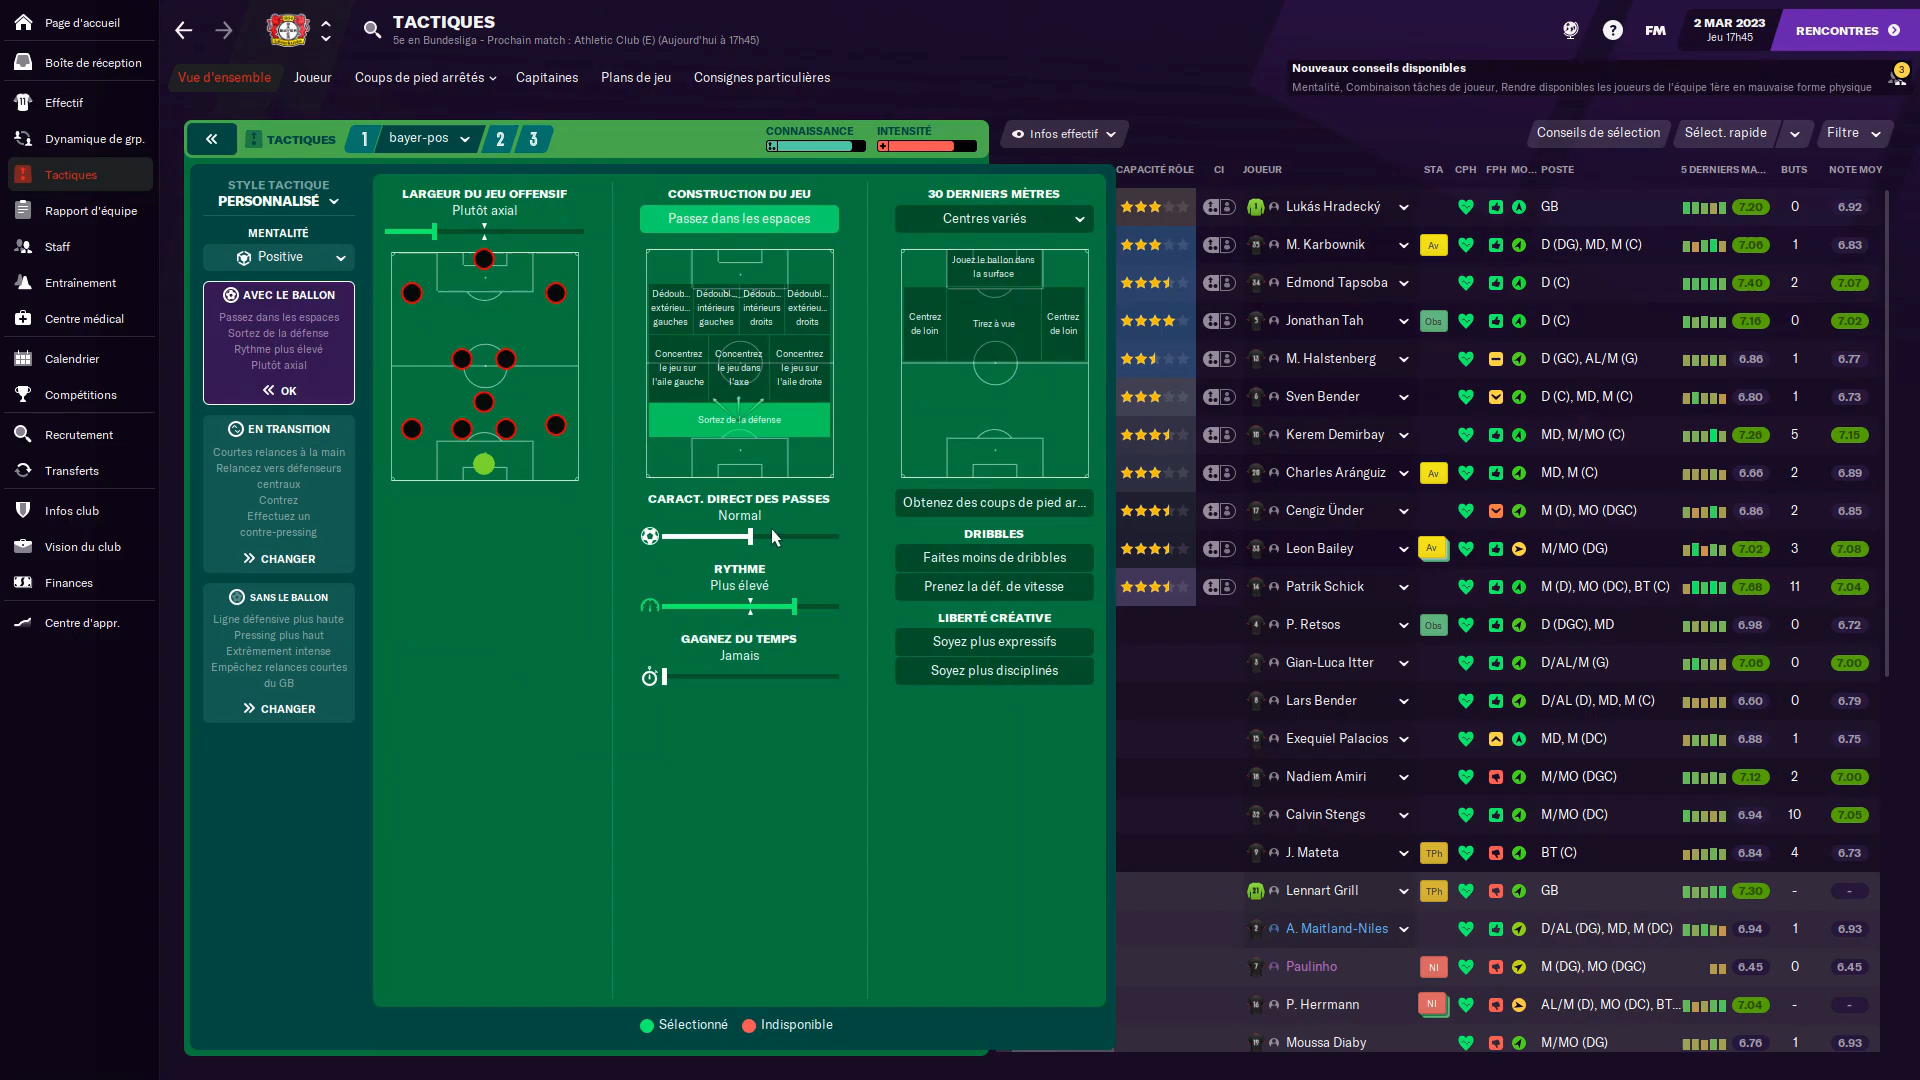 Page d'accueil
Boîte de réception
Effectif
Dynamique de grp.
Tactiques
Rapport d'équipe
Staff
Entraînement
Centre médical
Calendrier
Compétitions
Recrutement
Transferts
Infos club
Vision du club
Finances
Centre d'appr.
TACTIQUES
5e en Bundesliga - Prochain match : Athletic Club (E) (Aujourd'hui à 17h45)
FM
2 MAR 2023
Jeu 17h45
RENCONTRES
Vue d'ensemble
Joueur
Coups de pied arrêtés
Capitaines
Plans de jeu
Consignes particulières
Nouveaux conseils disponibles
Mentalité, Combinaison tâches de joueur, Rendre disponibles les joueurs de l'équipe 1ère en mauvaise forme physique
3
TACTIQUES
1
bayer-pos
2
3
CONNAISSANCE
INTENSITÉ
Infos effectif
Conseils de sélection
Sélect. rapide
Filtre
STYLE TACTIQUE
PERSONNALISÉ
MENTALITÉ
Positive
AVEC LE BALLON
Passez dans les espaces
Sortez de la défense
Rythme plus élevé
Plutôt axial
OK
EN TRANSITION
Courtes relances à la main
Relancez vers défenseurs
centraux
Contrez
Effectuez un
contre-pressing
CHANGER
SANS LE BALLON
Ligne défensive plus haute
Pressing plus haut
Extrêmement intense
Empêchez relances courtes
du GB
CHANGER
LARGEUR DU JEU OFFENSIF
Plutôt axial
CONSTRUCTION DU JEU
Passez dans les espaces
Dédoub... Dédoubl... Dédoub... Dédoubl...
extérieu... intérieurs intérieurs extérieu...
gauches gauches droits droits
Concentrez Concentrez Concentrez
le jeu sur le jeu dans le jeu sur
l'aile gauche l'axe l'aile droite
Sortez de la défense
CARACT. DIRECT DES PASSES
Normal
RYTHME
Plus élevé
GAGNEZ DU TEMPS
Jamais
30 DERNIERS MÈTRES
Centres variés
Jouez le ballon dans
la surface
Centrez
de loin
Tirez à vue
Centrez
de loin
Obtenez des coups de pied ar...
DRIBBLES
Faites moins de dribbles
Prenez la déf. de vitesse
LIBERTÉ CRÉATIVE
Soyez plus expressifs
Soyez plus disciplinés
Sélectionné
Indisponible
CAPACITÉ RÔLE CI JOUEUR STA CPH FPH MO... POSTE 5 DERNIERS MA... BUTS NOTE MOY
Lukás Hradecký GB 7.20 0 6.92
M. Karbownik Av D (DG), MD, M (C) 7.06 1 6.83
Edmond Tapsoba D (C) 7.40 2 7.07
Jonathan Tah Obs D (C) 7.16 0 7.02
M. Halstenberg D (GC), AL/M (G) 6.86 1 6.77
Sven Bender D (C), MD, M (C) 6.80 1 6.73
Kerem Demirbay MD, M/MO (C) 7.26 5 7.15
Charles Aránguiz Av MD, M (C) 6.66 2 6.89
Cengiz Ünder M (D), MO (DGC) 6.86 2 6.85
Leon Bailey Av M/MO (DG) 7.02 3 7.08
Patrik Schick M (D), MO (DC), BT (C) 7.68 11 7.04
P. Retsos Obs D (DGC), MD 6.98 0 6.72
Gian-Luca Itter D/AL/M (G) 7.06 0 7.00
Lars Bender D/AL (D), MD, M (C) 6.60 0 6.79
Exequiel Palacios MD, M (DC) 6.88 1 6.75
Nadiem Amiri M/MO (DGC) 7.12 2 7.00
Calvin Stengs M/MO (DC) 6.94 10 7.05
J. Mateta TPh BT (C) 6.84 4 6.73
Lennart Grill TPh GB 7.30 - -
A. Maitland-Niles D/AL (DG), MD, M (DC) 6.94 1 6.93
Paulinho NI M (DG), MO (DGC) 6.45 0 6.45
P. Herrmann NI AL/M (D), MO (DC), BT... 7.04 - -
Moussa Diaby M/MO (DG) 6.76 1 6.93